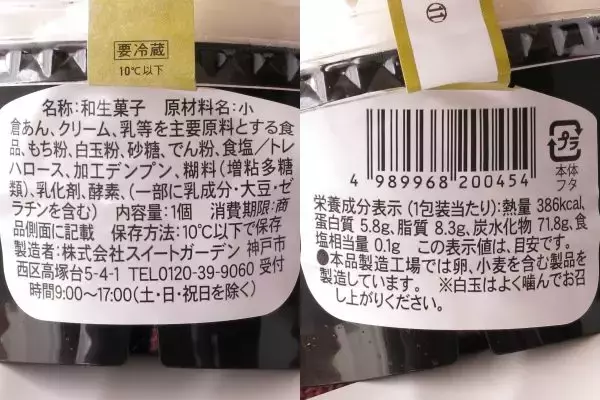 要冷蔵
10℃以下
名称:和生菓子 原材料名:小
倉あん、クリーム、乳等を主要原料とする食
品、もち粉、白玉粉、砂糖、でん粉、食塩/トレ
ハロース、加工デンプン、糊料(増粘多糖
類)、乳化剤、酵素、(一部に乳成分・大豆・ゼ
ラチンを含む) 内容量:1個 消費期限:商
品側面に記載 保存方法:10℃以下で保存
製造者:株式会社スイートガーデン 神戸市
西区高塚台5-4-1 TEL0120-39-9060 受付
時間9:00~17:00(土・日・祝日を除く)
⑪
4 989968 200454
プラ
本体
フタ
栄養成分表示(1包装当たり):熱量 386kcal、
蛋白質 5.8g、脂質 8.3g、炭水化物 71.8g、食
塩相当量 0.1g この表示値は、目安です。
●本品製造工場では卵、小麦を含む製品を
製造しています。 ※白玉はよく噛んでお召
し上がりください。